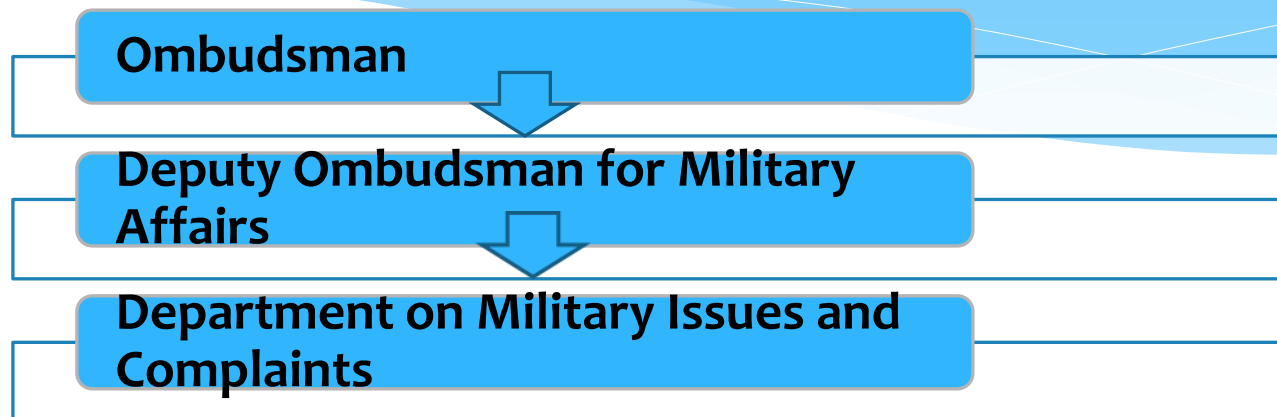 Ombudsman
Deputy Ombudsman for Military
Affairs
Department on Military Issues and
Complaints